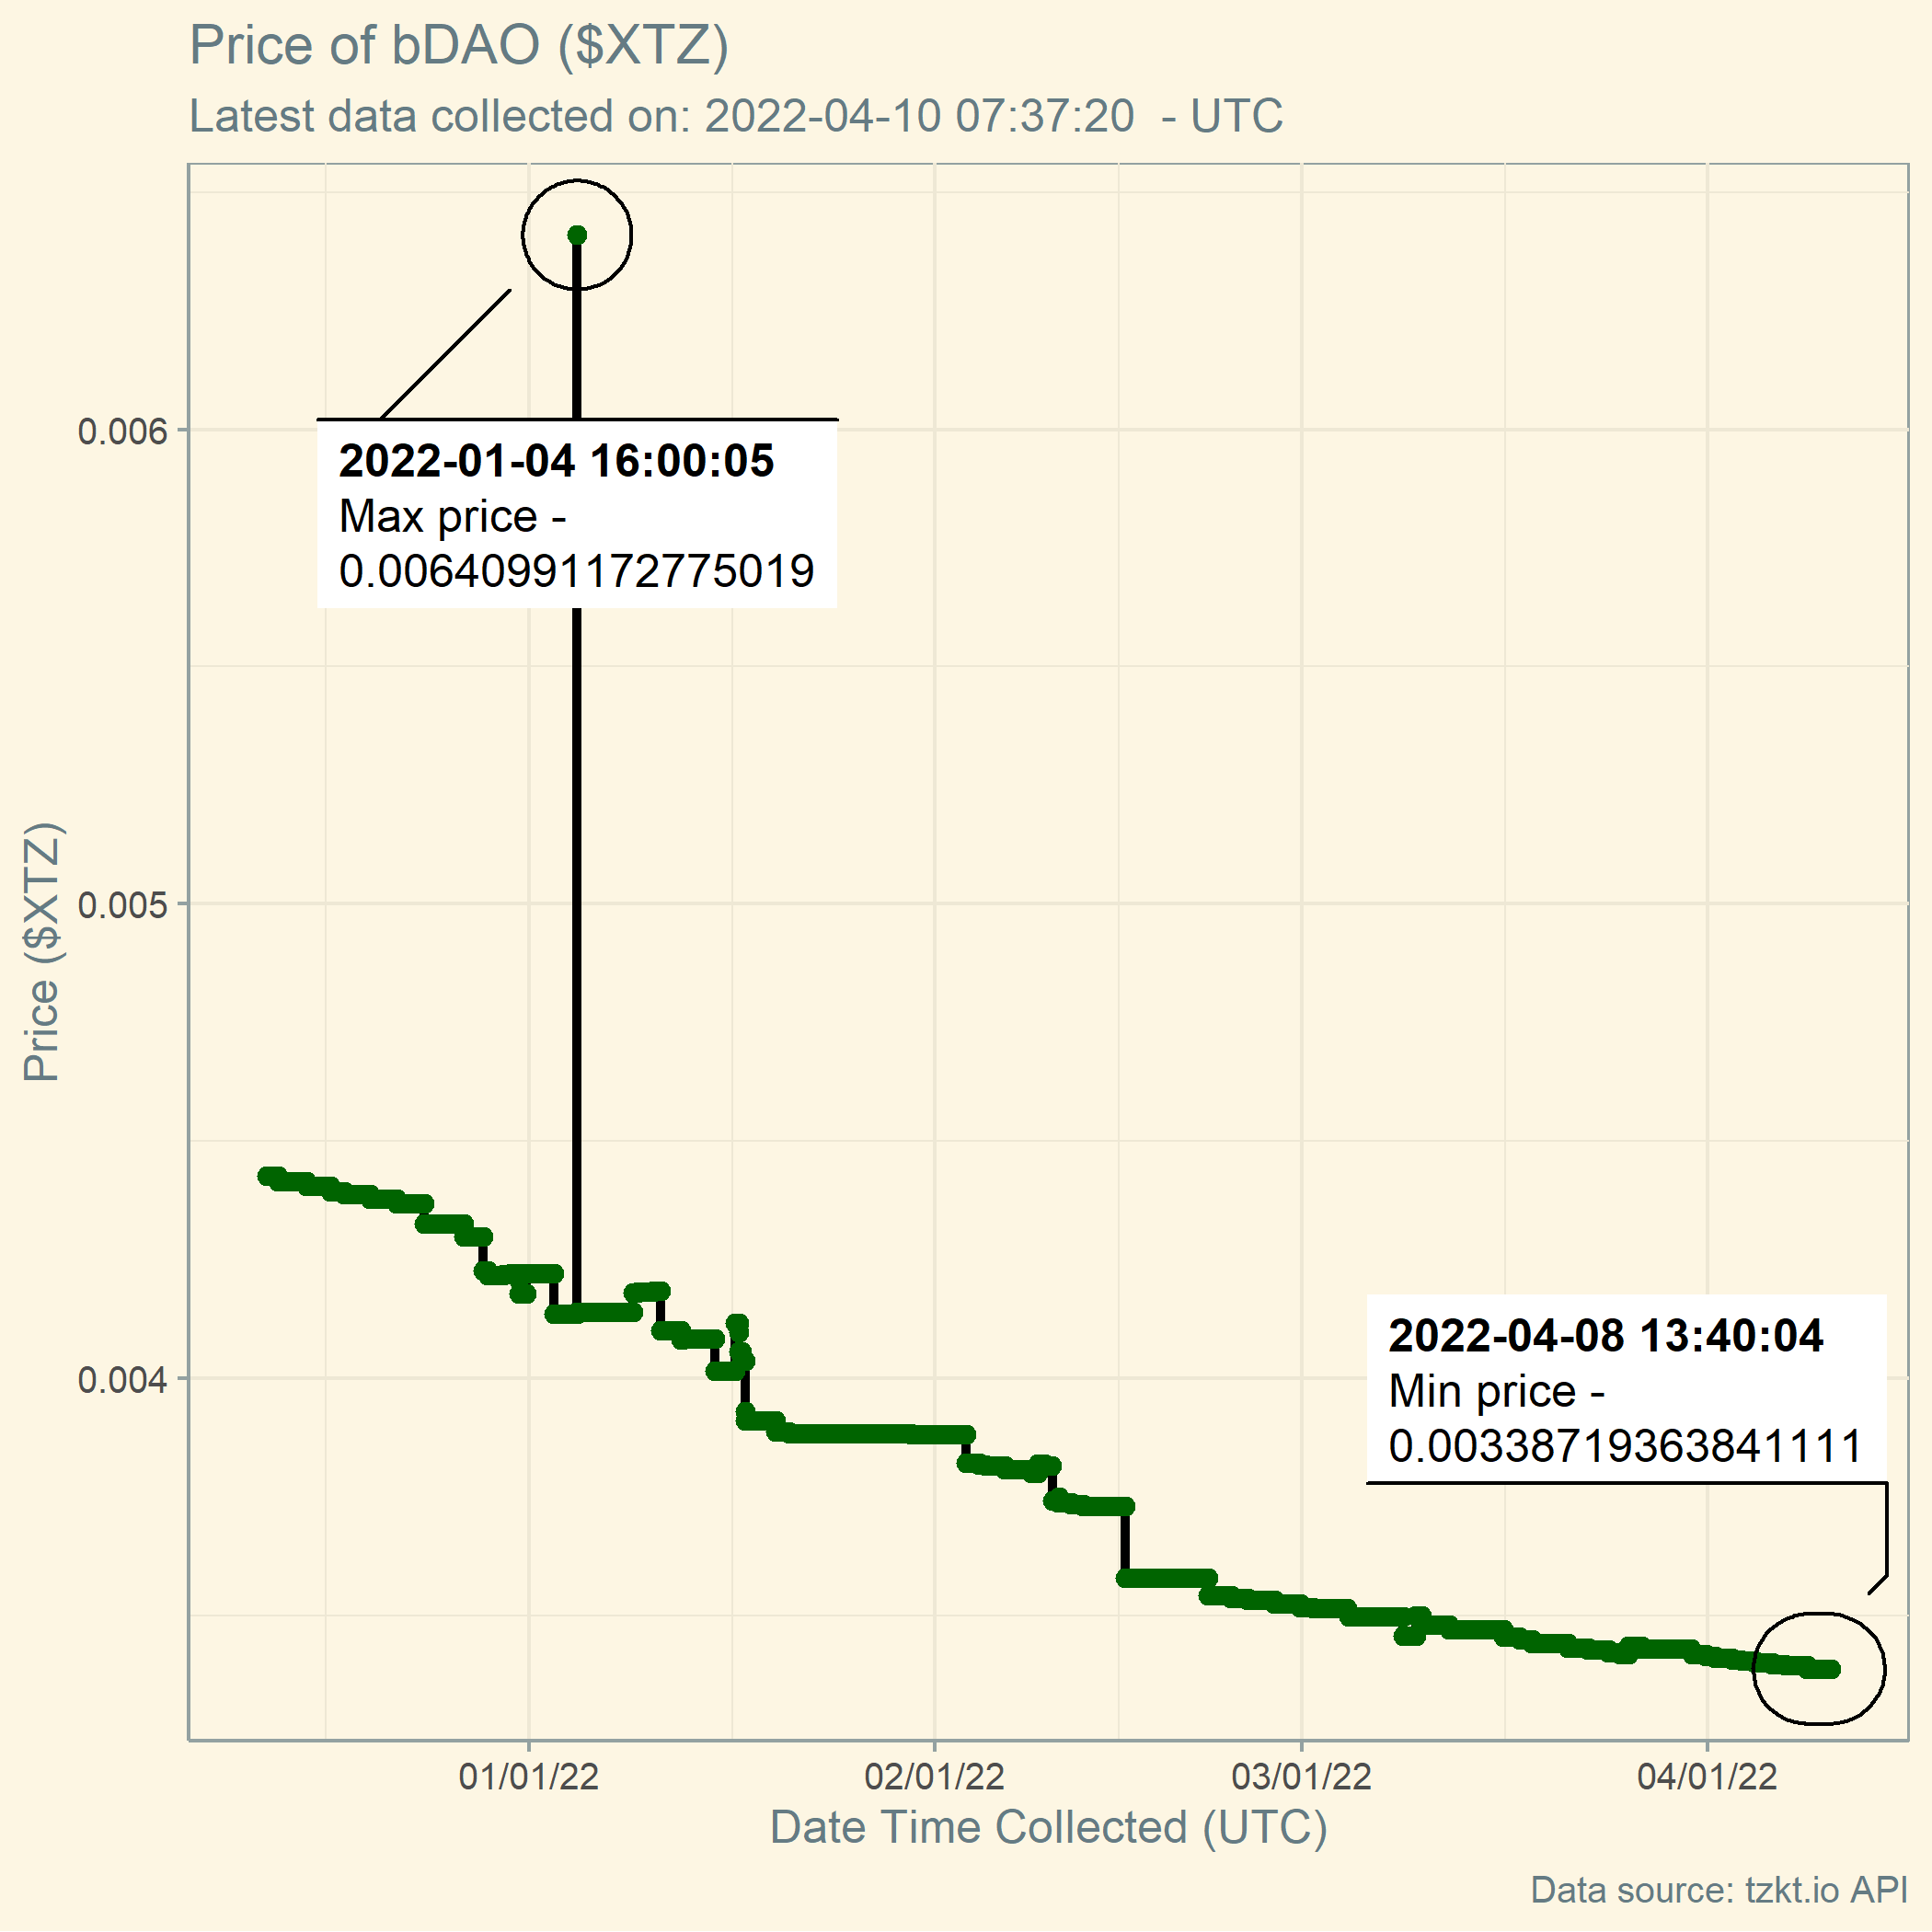 Price of bDAO ($XTZ)
Latest data collected on: 2022-04-10 07:37:20  - UTC
2022-01-04 16:00:05
Max price -
0.00640991172775019
2022-04-08 13:40:04
Min price -
0.00338719363841111
Price ($XTZ)
0.006
0.005
0.004
01/01/22
02/01/22
03/01/22
04/01/22
Date Time Collected (UTC)
Data source: tzkt.io API